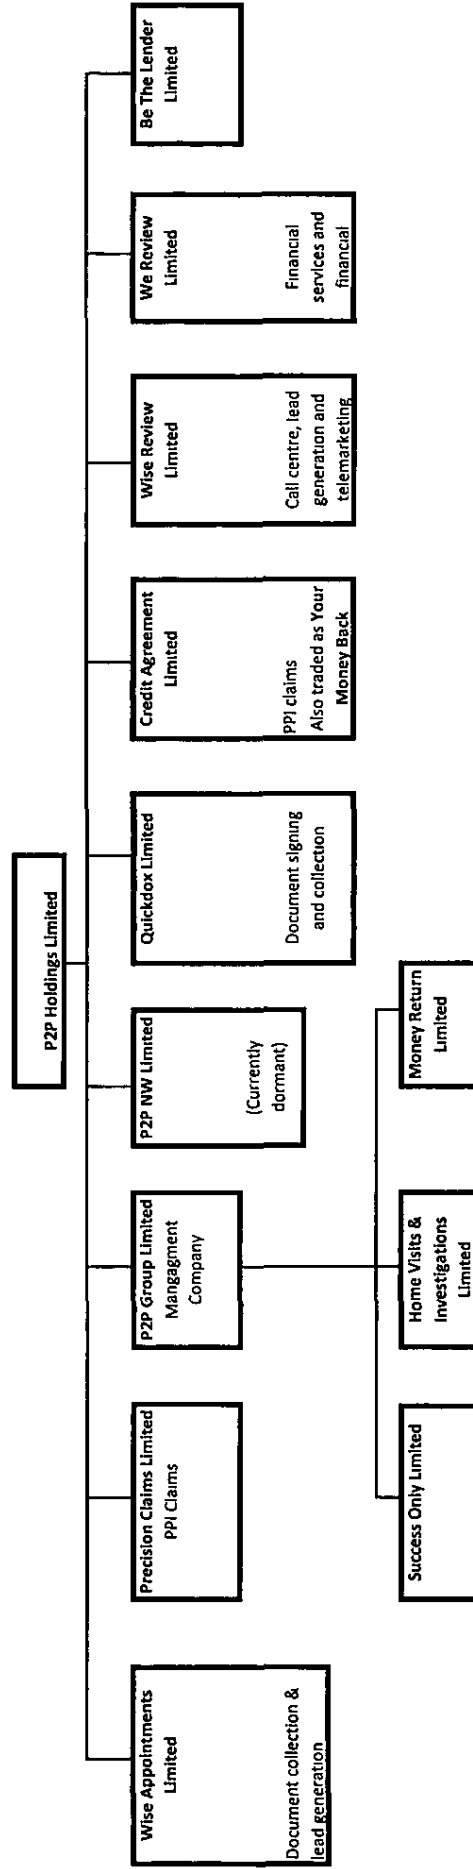 P2P Holdings Limited
Wise Appointments
Limited
Document collection &
lead generation
Precision Claims Limited
PPI Claims
P2P Group Limited
Mangagment
Company
P2P NW Limited
(Currently
dormant)
Quickdox Limited
Document signing
and collection
Credit Agreement
Limited
PPI claims
Also traded as Your
Money Back
Wise Review
Limited
Call centre, lead
generation and
telemarketing
We Review
Limited
Financial
services and
financial
Be The Lender
Limited
Success Only Limited
Home Visits &
Investigations
Limited
Money Return
Limited